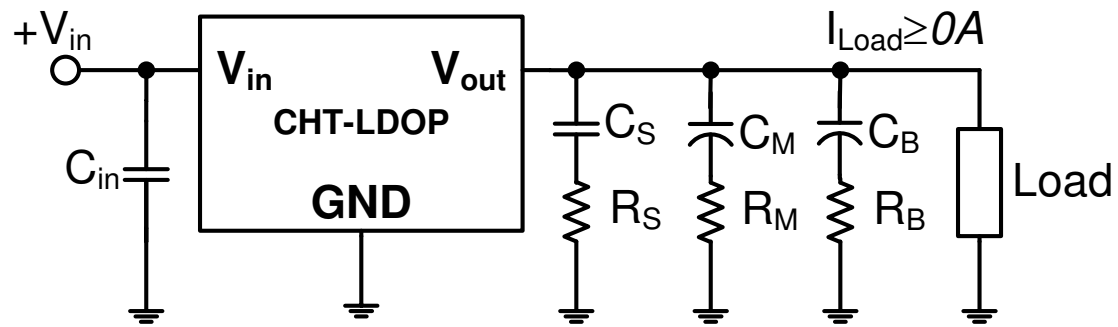 +Vin
ILoad≥0A
Vin
Vout
CHT-LDOP
GND
Cin
CS
CM
CB
RS
RM
RB
Load